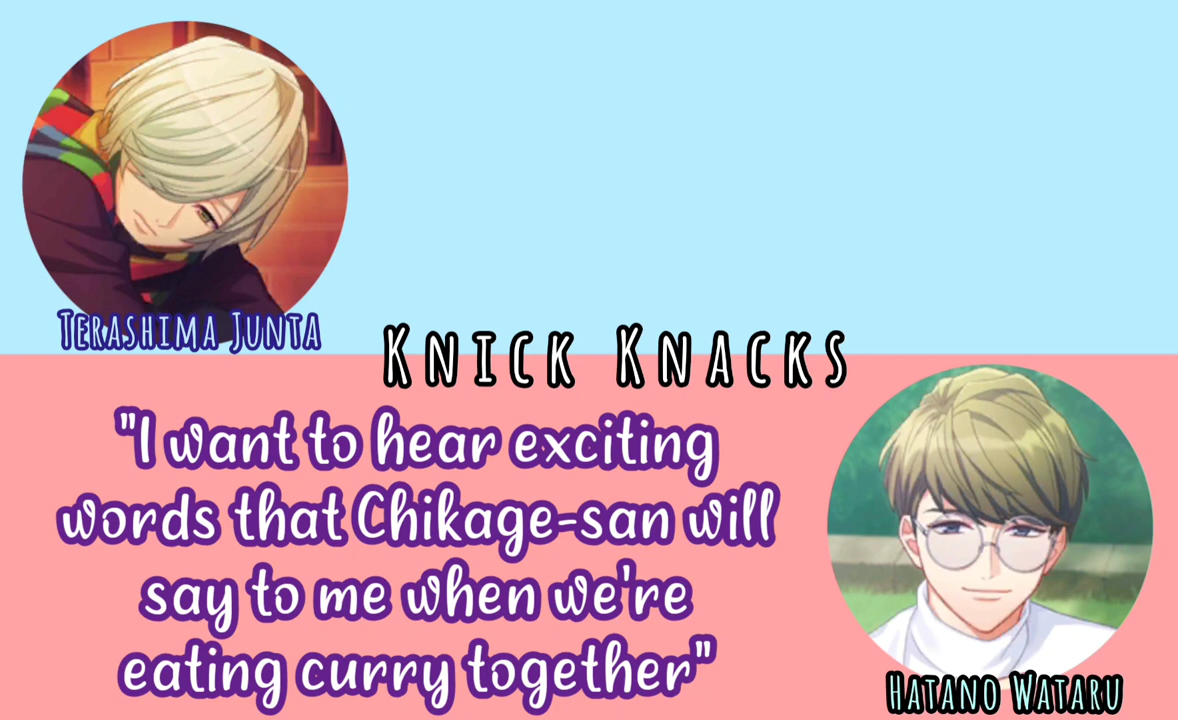 Terashima Junta
Knick Knacks
"I want to hear exciting
words that Chikage-san will
say to me when we're
eating curry together"
Hatano Wataru